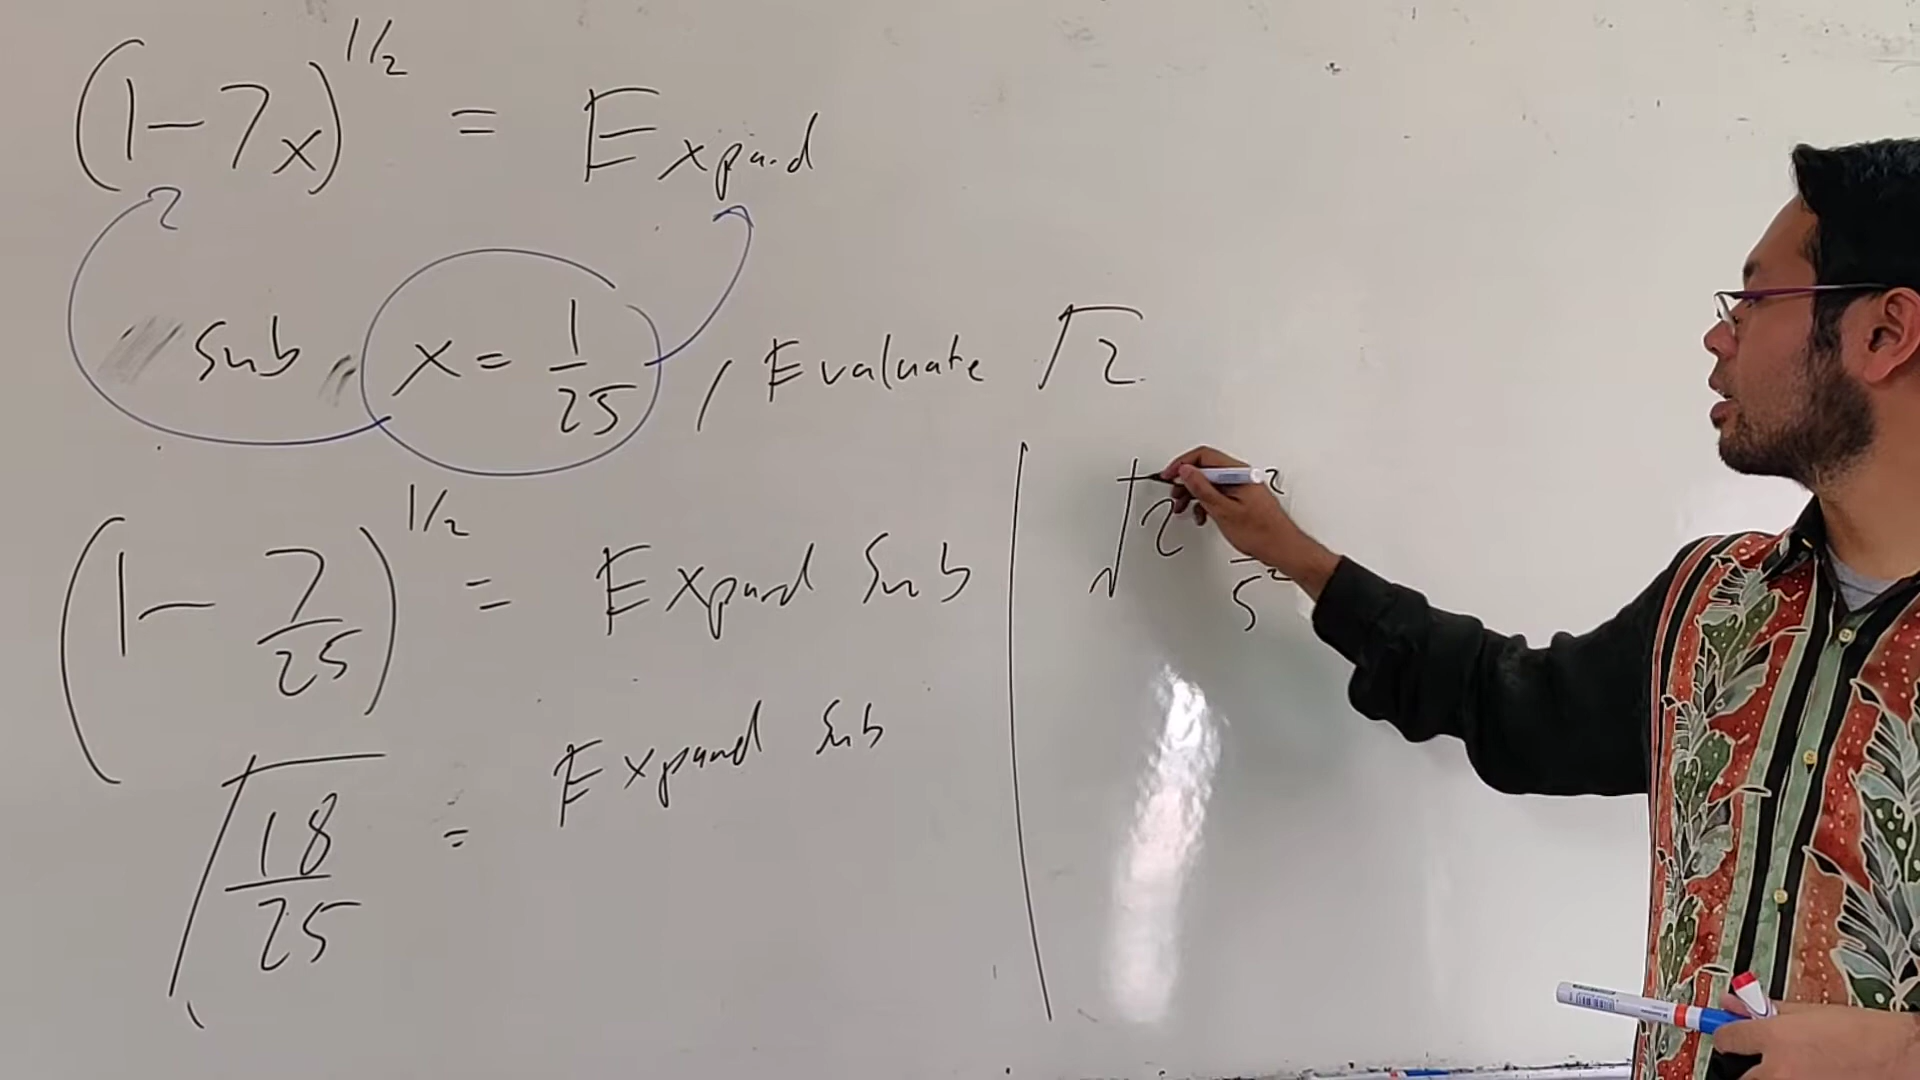 (1-7x)^{1/2} = Expand
Sub x = 1/25, Evaluate √2
(1 - 7/25)^{1/2} = Expand Sub
√(18/25) = Expand Sub
√2
2
5²